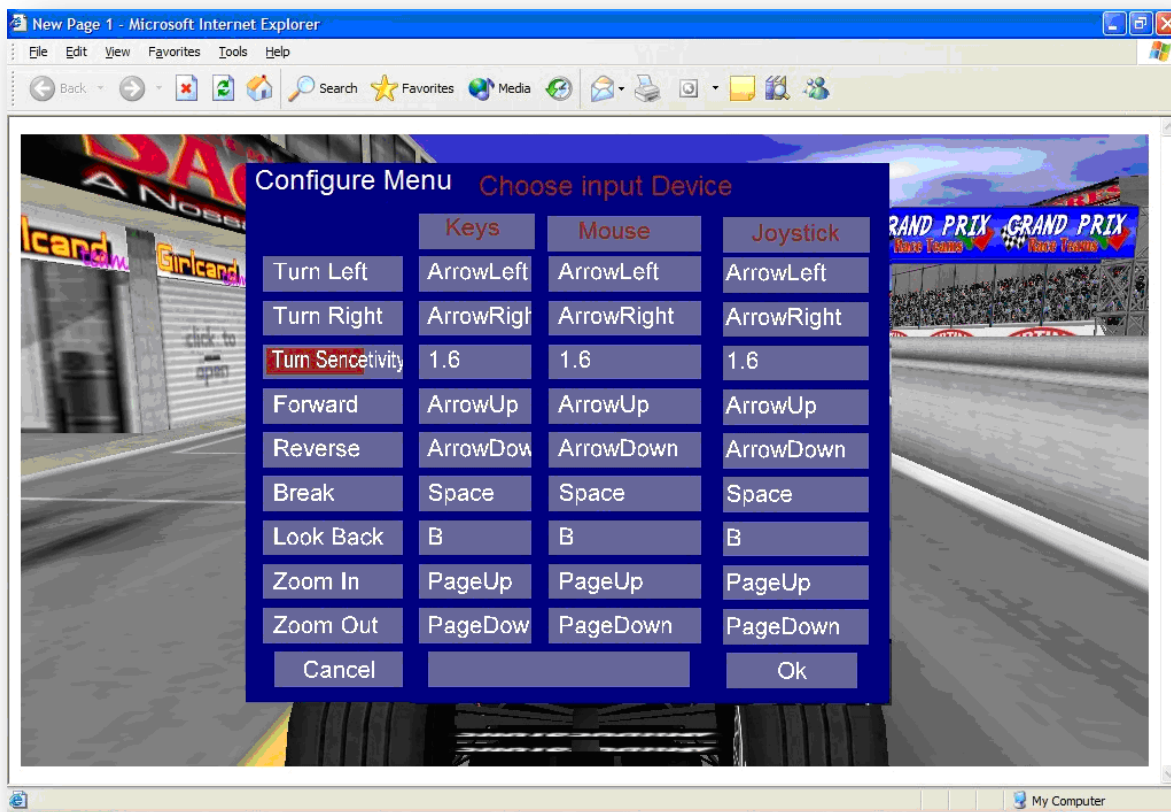 New Page 1 - Microsoft Internet Explorer
File Edit View Favorites Tools Help
Back Search Favorites Media
A Nosse
Icard team Girlcard
click to
open
GRAND PRIX GRAND PRIX
Race Teams Race Teams
Configure Menu Choose input Device
Keys Mouse Joystick
Turn Left ArrowLeft ArrowLeft ArrowLeft
Turn Right ArrowRigh ArrowRight ArrowRight
Turn Sencetivity 1.6 1.6 1.6
Forward ArrowUp ArrowUp ArrowUp
Reverse ArrowDow ArrowDown ArrowDown
Break Space Space Space
Look Back B B B
Zoom In PageUp PageUp PageUp
Zoom Out PageDow PageDown PageDown
Cancel Ok
My Computer